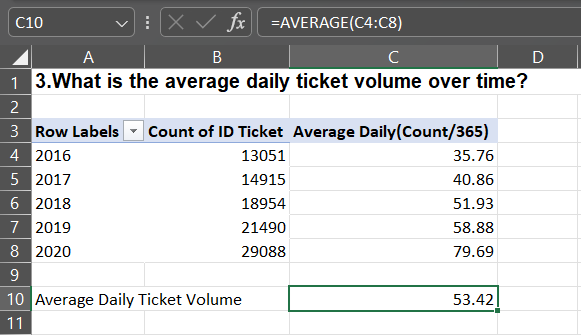 C10 fx =AVERAGE(C4:C8)
A B C D
1 3.What is the average daily ticket volume over time?
2
3 Row Labels Count of ID Ticket Average Daily(Count/365)
4 2016 13051 35.76
5 2017 14915 40.86
6 2018 18954 51.93
7 2019 21490 58.88
8 2020 29088 79.69
9
10 Average Daily Ticket Volume 53.42
11